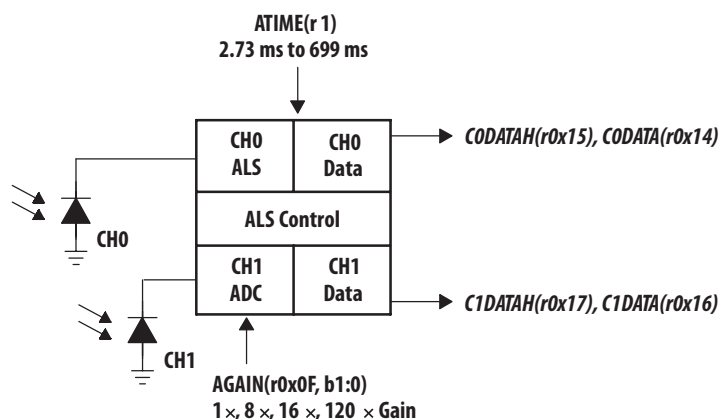 ATIME(r 1)
2.73 ms to 699 ms
CH0
ALS
CH0
Data
C0DATAH(r0x15), C0DATA(r0x14)
ALS Control
CH0
CH1
ADC
CH1
Data
C1DATAH(r0x17), C1DATA(r0x16)
CH1
AGAIN(r0x0F, b1:0)
1 ×, 8 ×, 16 ×, 120 × Gain